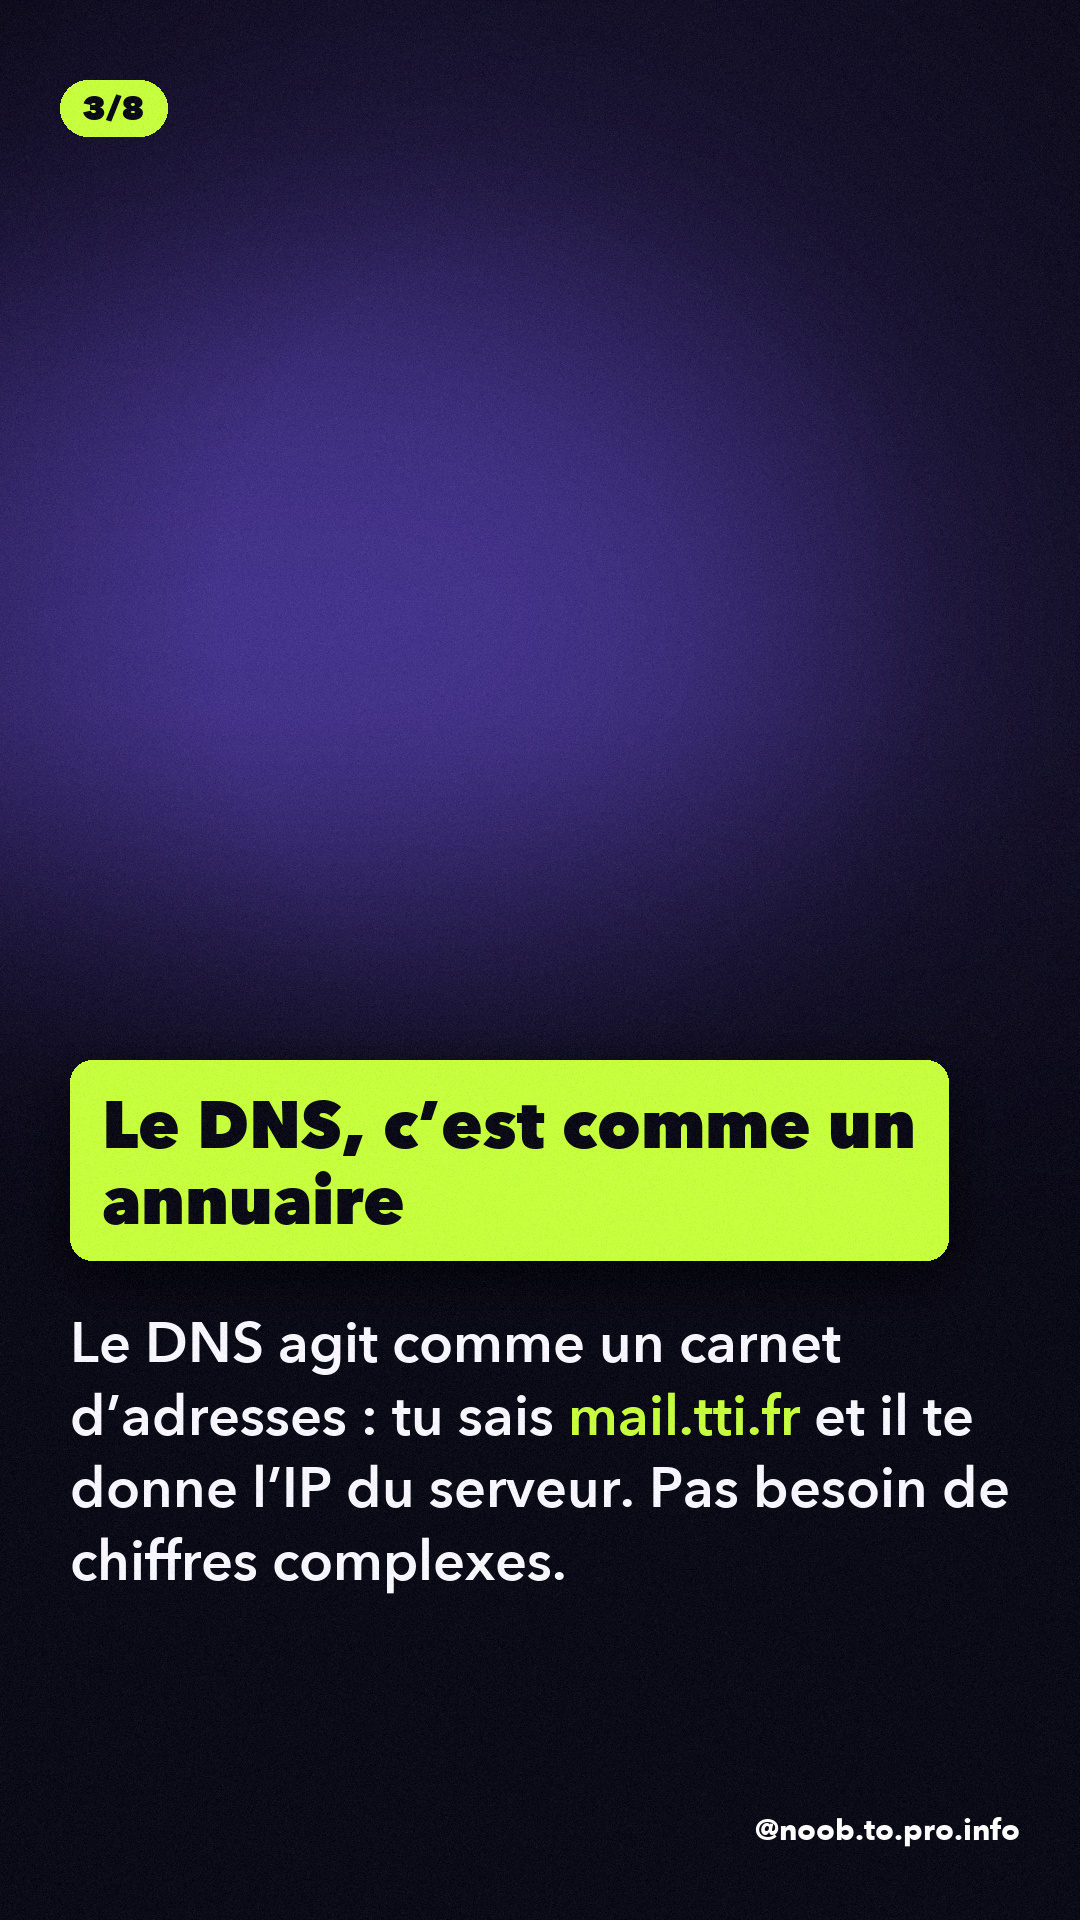 3/8
Le DNS, c’est comme un
annuaire
Le DNS agit comme un carnet
d’adresses : tu sais mail.tti.fr et il te
donne l’IP du serveur. Pas besoin de
chiffres complexes.
@noob.to.pro.info